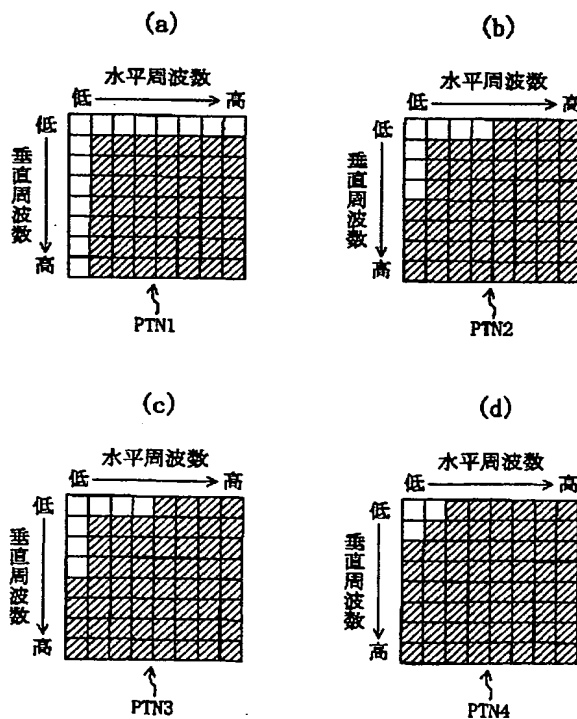 (a)
水平周波数
低 高
低
垂直周波数
高
PTN1
(b)
水平周波数
低 高
低
垂直周波数
高
PTN2
(c)
水平周波数
低 高
低
垂直周波数
高
PTN3
(d)
水平周波数
低 高
低
垂直周波数
高
PTN4